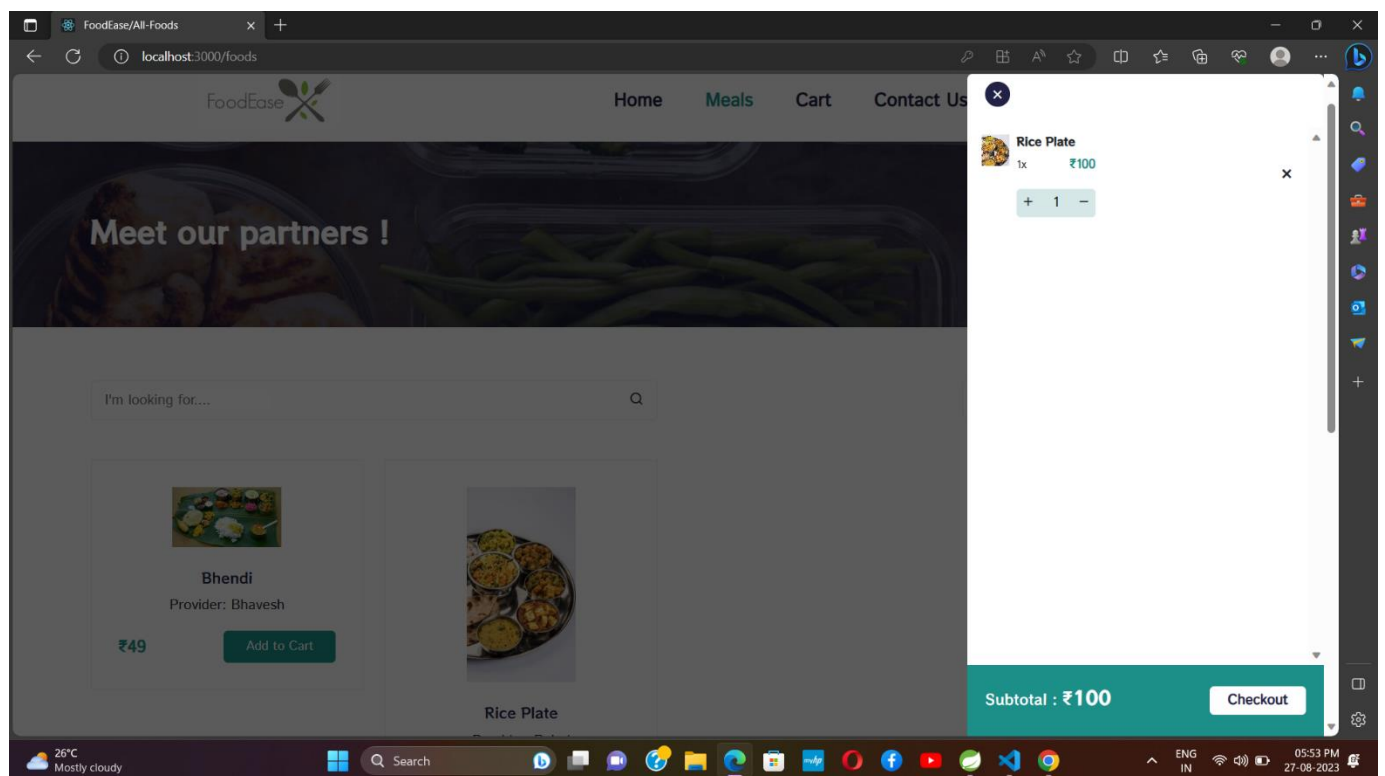 FoodEase/All-Foods
localhost:3000/foods
FoodEase
Home Meals Cart Contact Us
Rice Plate
1x ₹100
+ 1 −
Meet our partners !
I'm looking for....
Bhendi
Provider: Bhavesh
₹49 Add to Cart
Rice Plate
Subtotal : ₹100 Checkout
26°C
Mostly cloudy
Search
ENG
IN
05:53 PM
27-08-2023